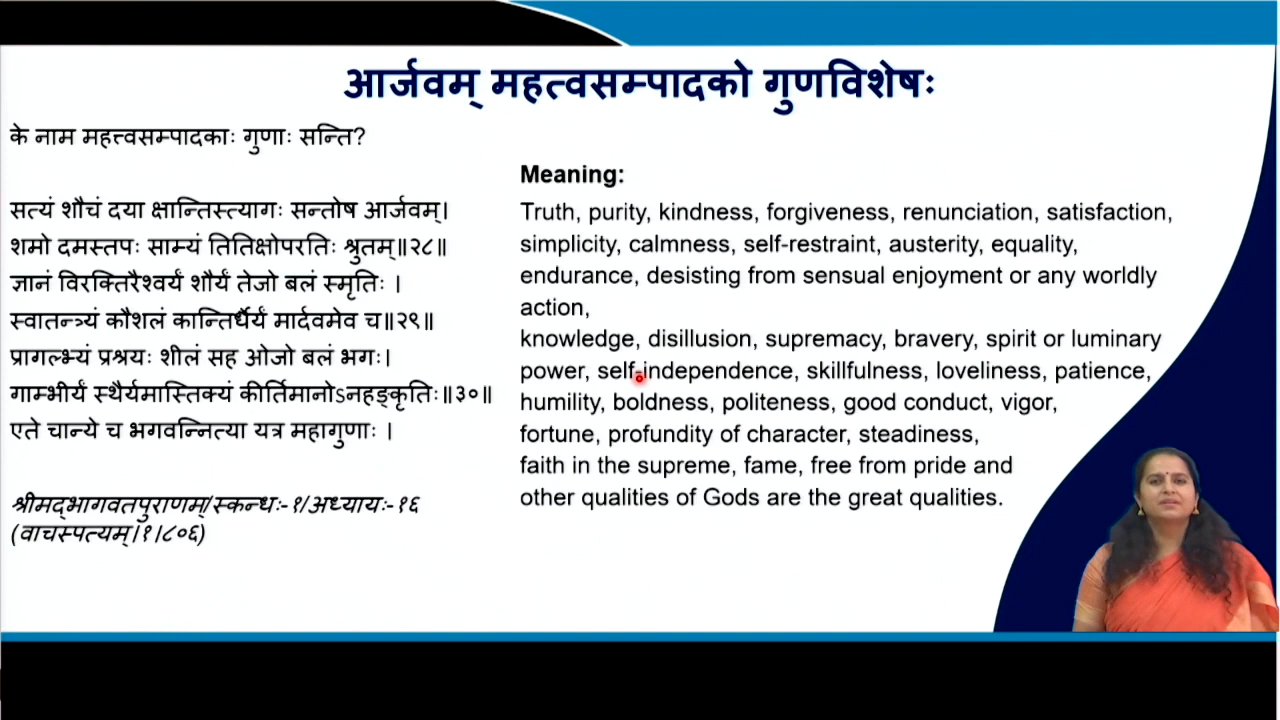 आर्जवम् महत्वसम्पादको गुणविशेषः
के नाम महत्त्वसम्पादकाः गुणाः सन्ति?
सत्यं शौचं दया क्षान्तिस्त्यागः सन्तोष आर्जवम्।
शमो दमस्तपः साम्यं तितिक्षोपरतिः श्रुतम्॥२८॥
ज्ञानं विरक्तिरैश्वर्यं शौर्यं तेजो बलं स्मृतिः ।
स्वातन्त्र्यं कौशलं कान्तिर्धैर्यं मार्दवमेव च॥२९॥
प्रागल्भ्यं प्रश्रयः शीलं सह ओजो बलं भगः।
गाम्भीर्यं स्थैर्यमास्तिक्यं कीर्तिमानोऽनहङ्कृतिः॥३०॥
एते चान्ये च भगवन्नित्या यत्र महागुणाः ।
श्रीमद्भागवतपुराणम्/स्कन्धः-१/अध्यायः-१६
(वाचस्पत्यम्।१।८०६)
Meaning:
Truth, purity, kindness, forgiveness, renunciation, satisfaction,
simplicity, calmness, self-restraint, austerity, equality,
endurance, desisting from sensual enjoyment or any worldly
action,
knowledge, disillusion, supremacy, bravery, spirit or luminary
power, self-independence, skillfulness, loveliness, patience,
humility, boldness, politeness, good conduct, vigor,
fortune, profundity of character, steadiness,
faith in the supreme, fame, free from pride and
other qualities of Gods are the great qualities.